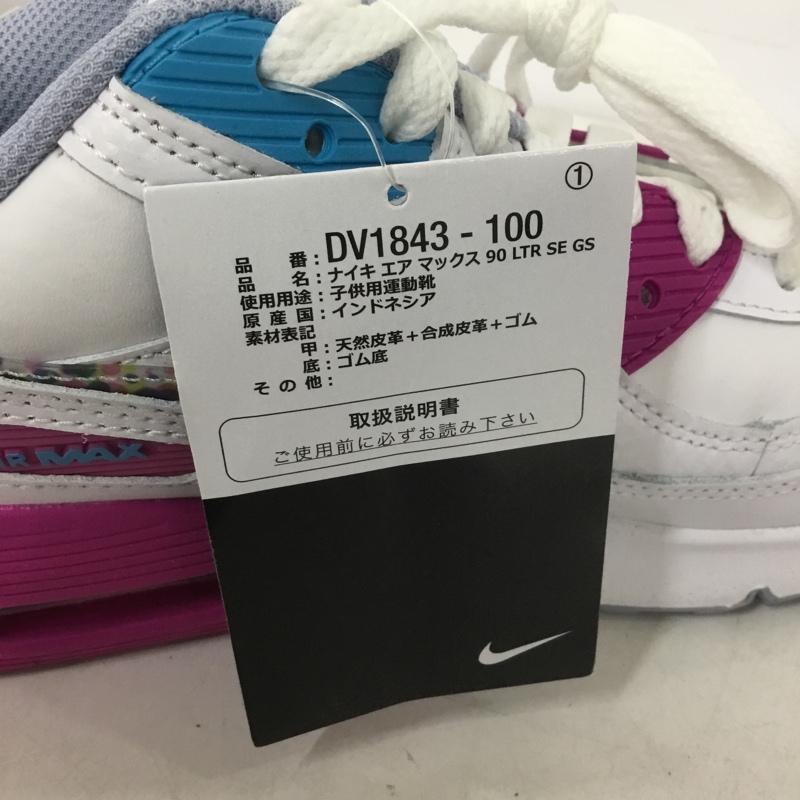 ①
品番:DV1843 - 100
品名:ナイキ エア マックス 90 LTR SE GS
使用用途:子供用運動靴
原産国:インドネシア
素材表記
甲:天然皮革+合成皮革+ゴム
底:ゴム底
その他:
取扱説明書
ご使用前に必ずお読み下さい
IR MAX